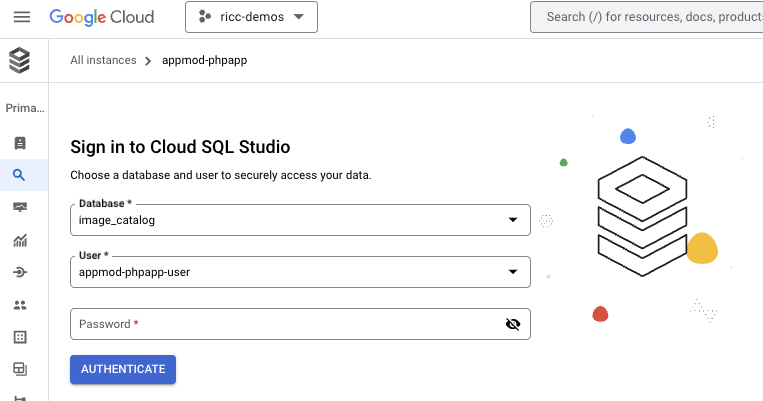 Google Cloud
ricc-demos
Search (/) for resources, docs, product
All instances
appmod-phpapp
Prima...
Sign in to Cloud SQL Studio
Choose a database and user to securely access your data.
Database *
image_catalog
User *
appmod-phpapp-user
Password *
AUTHENTICATE